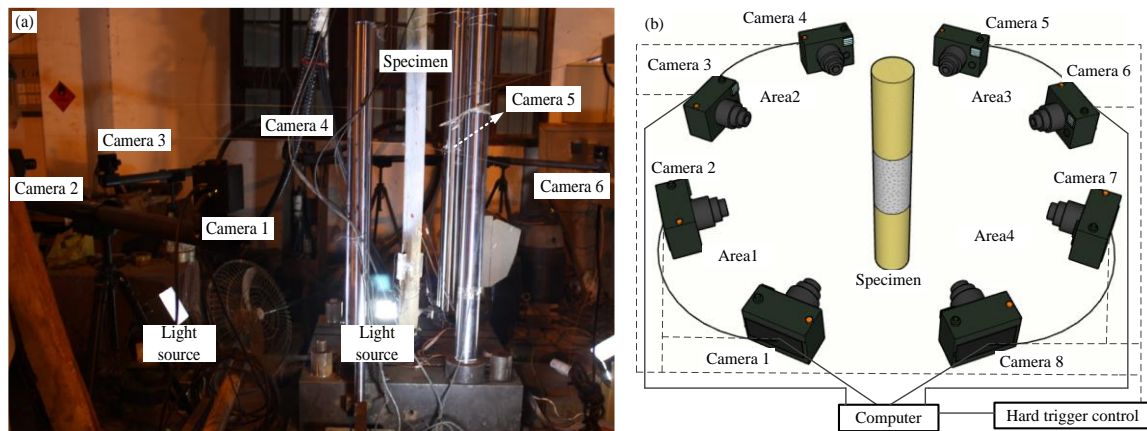 (a)
Specimen
Camera 5
Camera 4
Camera 3
Camera 2
Camera 6
Camera 1
Light
source
Light
source
(b)
Camera 4
Camera 5
Camera 3
Camera 6
Area2
Area3
Camera 2
Camera 7
Area1
Area4
Specimen
Camera 1
Camera 8
Computer
Hard trigger control